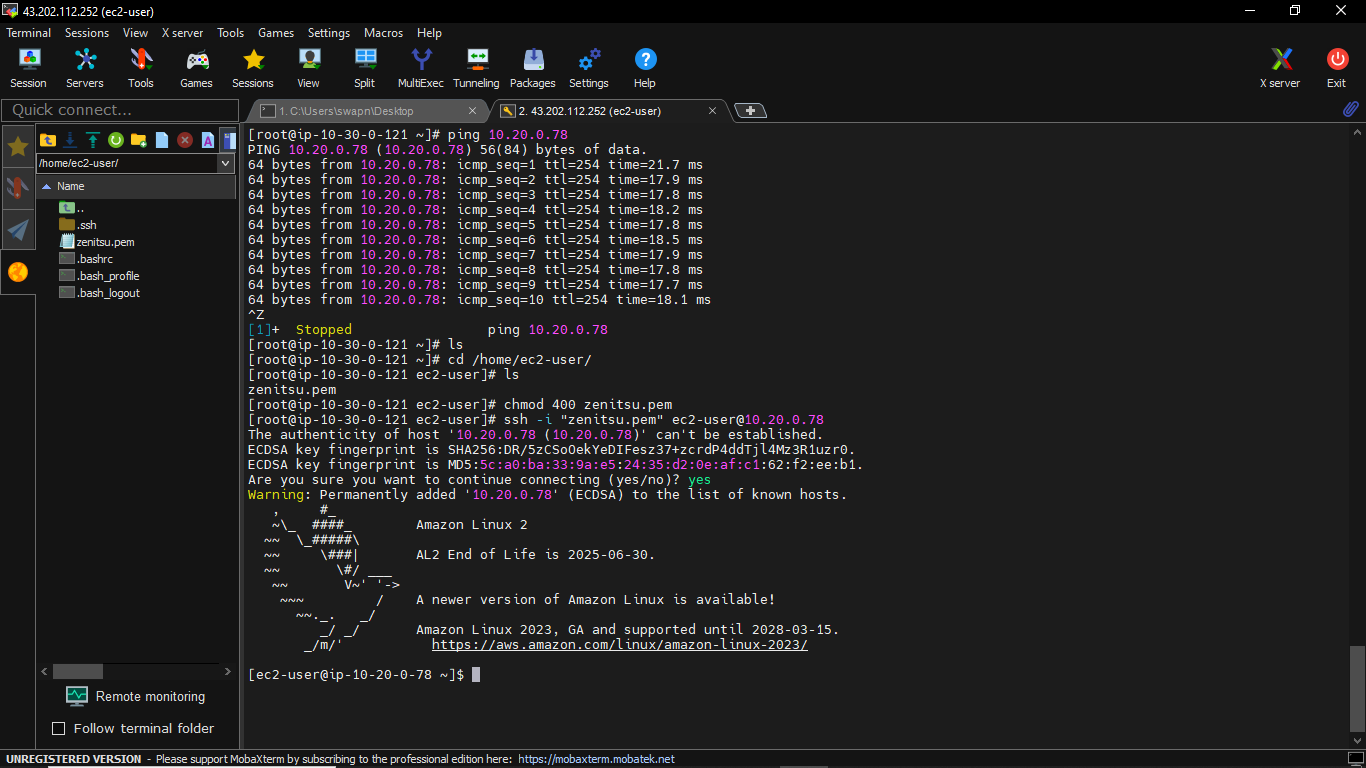 43.202.112.252 (ec2-user)
Terminal Sessions View X server Tools Games Settings Macros Help
Session Servers Tools Games Sessions View Split MultiExec Tunneling Packages Settings Help X server Exit
Quick connect...
1. C:\Users\swapn\Desktop
2. 43.202.112.252 (ec2-user)
/home/ec2-user/
Name
..
.ssh
zenitsu.pem
.bashrc
.bash_profile
.bash_logout
Remote monitoring
Follow terminal folder
[root@ip-10-30-0-121 ~]# ping 10.20.0.78
PING 10.20.0.78 (10.20.0.78) 56(84) bytes of data.
64 bytes from 10.20.0.78: icmp_seq=1 ttl=254 time=21.7 ms
64 bytes from 10.20.0.78: icmp_seq=2 ttl=254 time=17.9 ms
64 bytes from 10.20.0.78: icmp_seq=3 ttl=254 time=17.8 ms
64 bytes from 10.20.0.78: icmp_seq=4 ttl=254 time=18.2 ms
64 bytes from 10.20.0.78: icmp_seq=5 ttl=254 time=17.8 ms
64 bytes from 10.20.0.78: icmp_seq=6 ttl=254 time=18.5 ms
64 bytes from 10.20.0.78: icmp_seq=7 ttl=254 time=17.9 ms
64 bytes from 10.20.0.78: icmp_seq=8 ttl=254 time=17.8 ms
64 bytes from 10.20.0.78: icmp_seq=9 ttl=254 time=17.7 ms
64 bytes from 10.20.0.78: icmp_seq=10 ttl=254 time=18.1 ms
^Z
[1]+  Stopped                 ping 10.20.0.78
[root@ip-10-30-0-121 ~]# ls
[root@ip-10-30-0-121 ~]# cd /home/ec2-user/
[root@ip-10-30-0-121 ec2-user]# ls
zenitsu.pem
[root@ip-10-30-0-121 ec2-user]# chmod 400 zenitsu.pem
[root@ip-10-30-0-121 ec2-user]# ssh -i "zenitsu.pem" ec2-user@10.20.0.78
The authenticity of host '10.20.0.78 (10.20.0.78)' can't be established.
ECDSA key fingerprint is SHA256:DR/5zCSoOekYeDIFesz37+zcrdP4ddTjl4Mz3R1uzr0.
ECDSA key fingerprint is MD5:5c:a0:ba:33:9a:e5:24:35:d2:0e:af:c1:62:f2:ee:b1.
Are you sure you want to continue connecting (yes/no)? yes
Warning: Permanently added '10.20.0.78' (ECDSA) to the list of known hosts.
   ,     #_
   ~\_  ####_        Amazon Linux 2
  ~~  \_#####\
  ~~     \###|       AL2 End of Life is 2025-06-30.
  ~~       \#/ ___
   ~~       V~' '->
    ~~~         /    A newer version of Amazon Linux is available!
      ~~._.   _/
         _/ _/       Amazon Linux 2023, GA and supported until 2028-03-15.
       _/m/'           https://aws.amazon.com/linux/amazon-linux-2023/
[ec2-user@ip-10-20-0-78 ~]$
UNREGISTERED VERSION - Please support MobaXterm by subscribing to the professional edition here: https://mobaxterm.mobatek.net